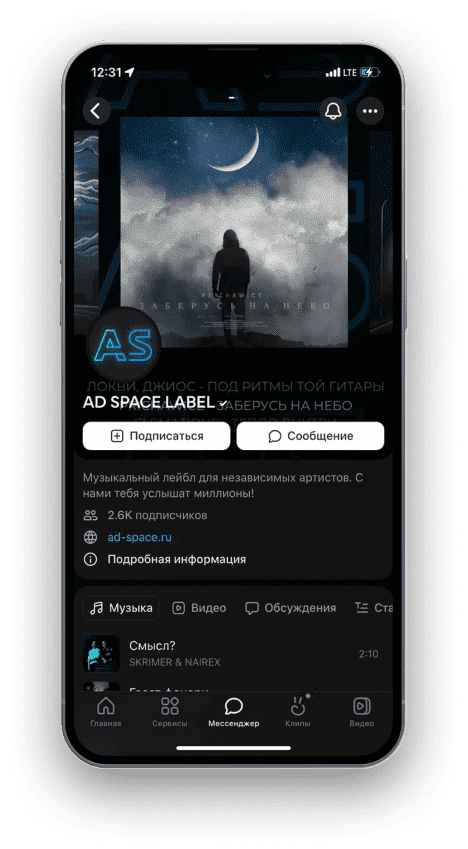 12:31
LTE
PEACHAWICE
ЗАБЕРУСЬ НА НЕБО
AS
ЛОКВИ, ДЖИОС - ПОД РИТМЫ ТОЙ ГИТАРЫ
AD SPACE LABEL
ЗАБЕРУСЬ НА НЕБО
Подписаться
Сообщение
Музыкальный лейбл для независимых артистов. С
нами тебя услышат миллионы!
2.6K подписчиков
ad-space.ru
Подробная информация
Музыка
Видео
Обсуждения
Ста
Смысл?
2:10
SKRIMER & NAIREX
Главная
Сервисы
Мессенджер
Клипы
Видео